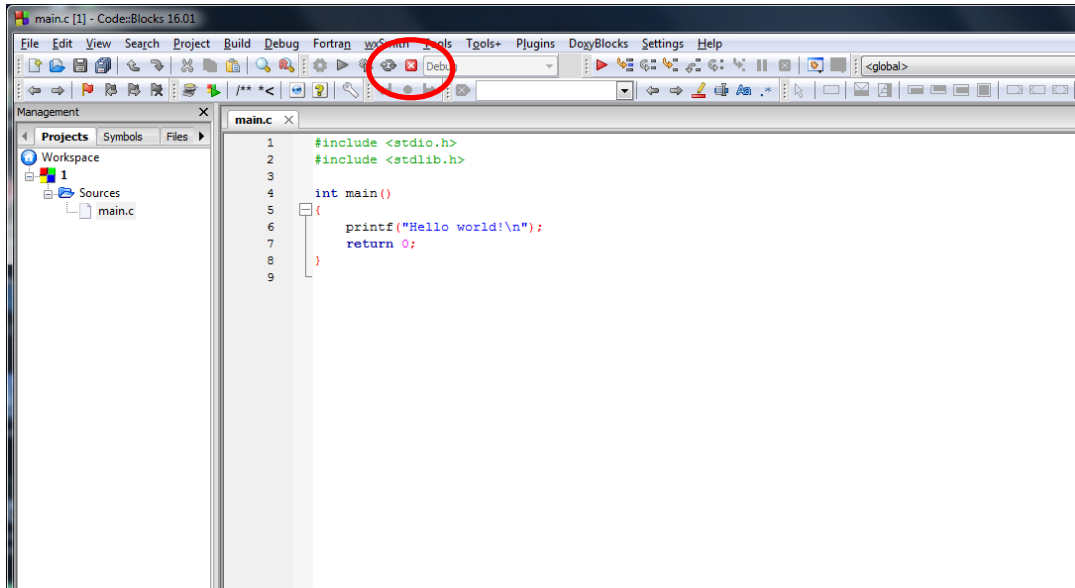 main.c [1] - Code::Blocks 16.01
File Edit View Search Project Build Debug Fortran wxSmith Tools Tools+ Plugins DoxyBlocks Settings Help
Debug <global>
/** *<
Management
Projects Symbols Files
Workspace
1
Sources
main.c
main.c
1 #include <stdio.h>
2 #include <stdlib.h>
3
4 int main()
5 {
6 printf("Hello world!\n");
7 return 0;
8 }
9